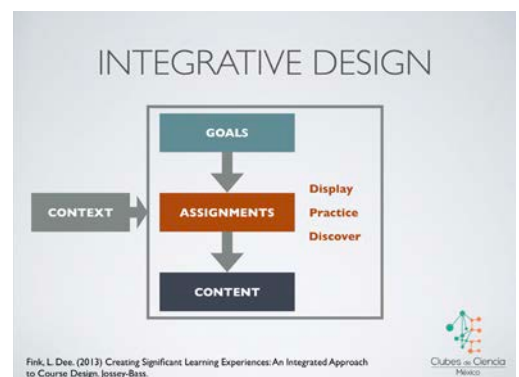 INTEGRATIVE DESIGN
GOALS
CONTEXT
ASSIGNMENTS
Display
Practice
Discover
CONTENT
Fink, L. Dee. (2013) Creating Significant Learning Experiences: An Integrated Approach
to Course Design. Jossey-Bass.
Clubes de Ciencia
México